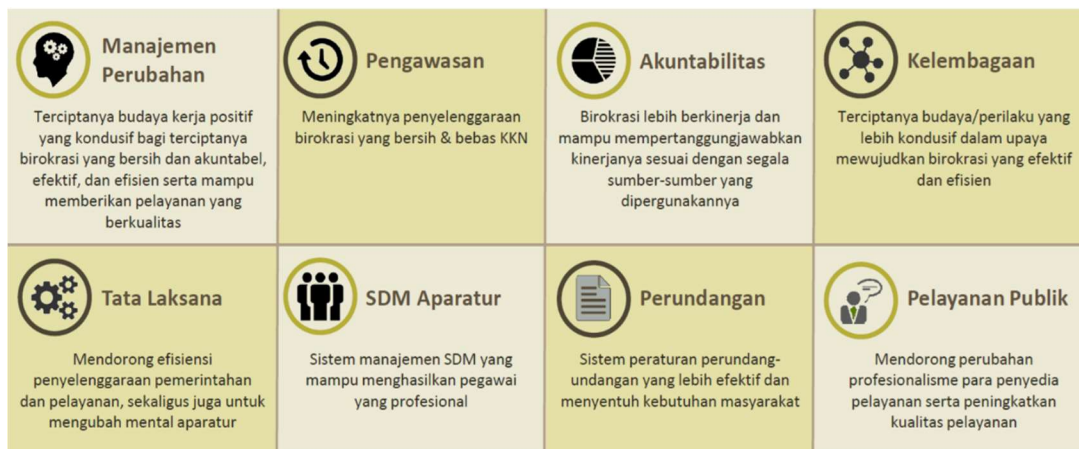 Manajemen
Perubahan
Terciptanya budaya kerja positif
yang kondusif bagi terciptanya
birokrasi yang bersih dan akuntabel,
efektif, dan efisien serta mampu
memberikan pelayanan yang
berkualitas
Pengawasan
Meningkatnya penyelenggaraan
birokrasi yang bersih & bebas KKN
Akuntabilitas
Birokrasi lebih berkinerja dan
mampu mempertanggungjawabkan
kinerjanya sesuai dengan segala
sumber-sumber yang
dipergunakannya
Kelembagaan
Terciptanya budaya/perilaku yang
lebih kondusif dalam upaya
mewujudkan birokrasi yang efektif
dan efisien
Tata Laksana
Mendorong efisiensi
penyelenggaraan pemerintahan
dan pelayanan, sekaligus juga untuk
mengubah mental aparatur
SDM Aparatur
Sistem manajemen SDM yang
mampu menghasilkan pegawai
yang profesional
Perundangan
Sistem peraturan perundang-
undangan yang lebih efektif dan
menyentuh kebutuhan masyarakat
Pelayanan Publik
Mendorong perubahan
profesionalisme para penyedia
pelayanan serta peningkatkan
kualitas pelayanan